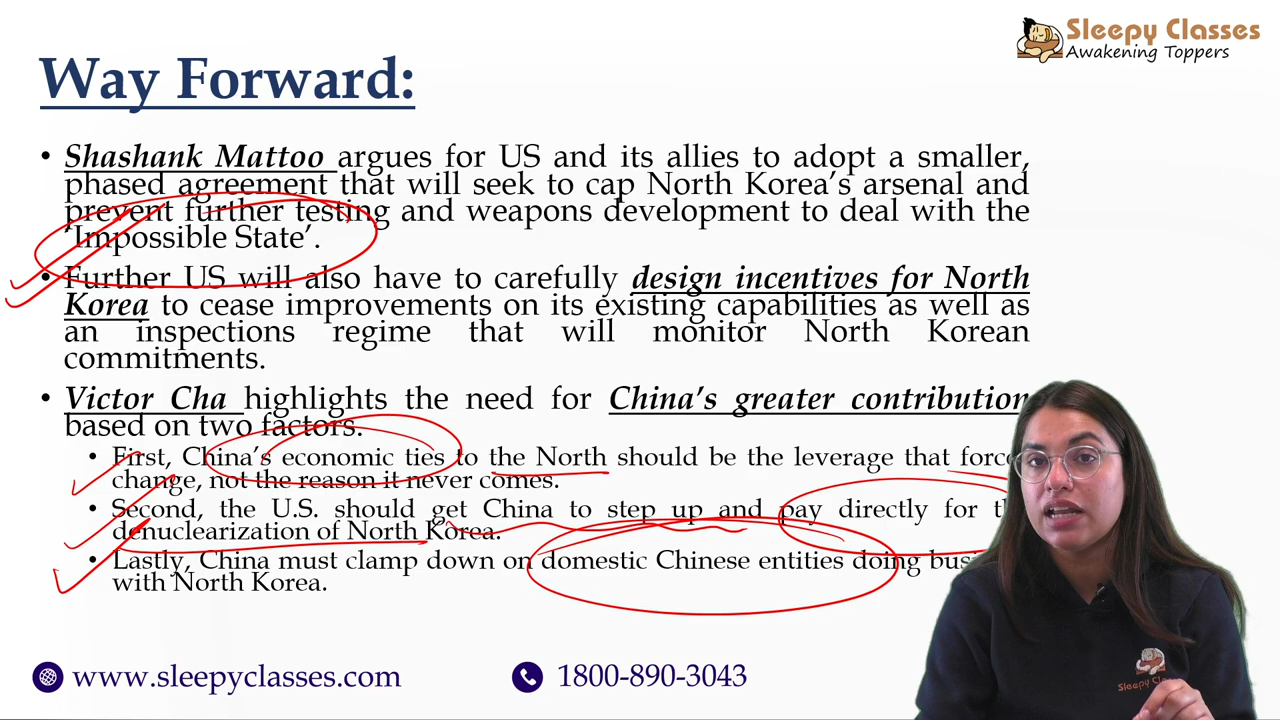 Sleepy Classes
Awakening Toppers
Way Forward:
• Shashank Mattoo argues for US and its allies to adopt a smaller,
phased agreement that will seek to cap North Korea's arsenal and
prevent further testing and weapons development to deal with the
'Impossible State'.
• Further US will also have to carefully design incentives for North
Korea to cease improvements on its existing capabilities as well as
an inspections regime that will monitor North Korean
commitments.
• Victor Cha highlights the need for China's greater contribution
based on two factors.
• First, China's economic ties to the North should be the leverage that
change, not the reason it never comes.
• Second, the U.S. should get China to step up and pay directly for
denuclearization of North Korea.
• Lastly, China must clamp down on domestic Chinese entities doing
with North Korea.
www.sleepyclasses.com
1800-890-3043